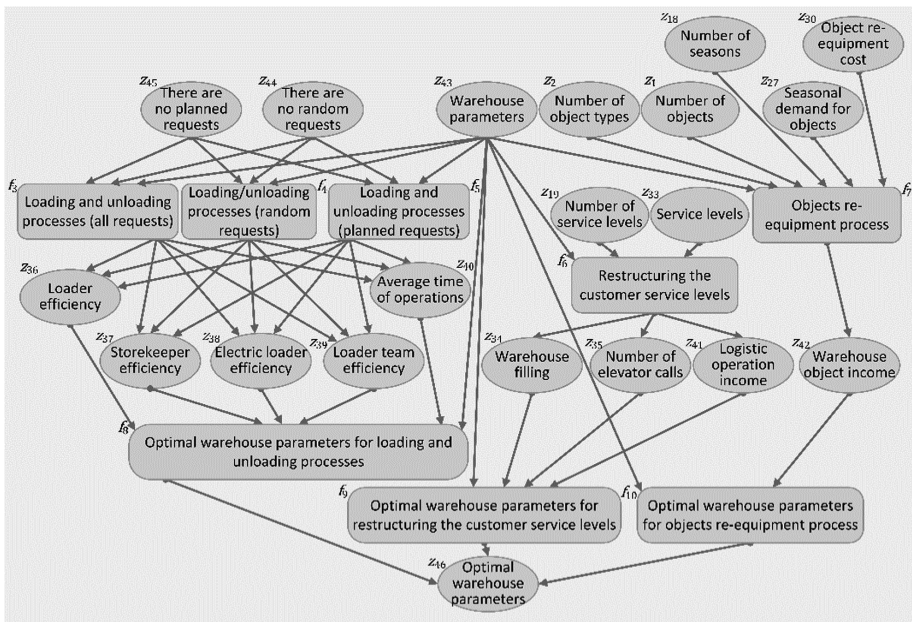 z18
Number of
seasons
z30
Object re-
equipment
cost
z45
There are
no planned
requests
z44
There are
no random
requests
z43
Warehouse
parameters
z2
Number of
object types
z1
Number of
objects
z27
Seasonal
demand for
objects
f3
Loading and unloading
processes (all requests)
f4
Loading/unloading
processes (random
requests)
f5
Loading and
unloading processes
(planned requests)
z19
Number of
service levels
z33
Service levels
f7
Objects re-
equipment process
z36
Loader
efficiency
z40
Average time
of operations
f6
Restructuring the
customer service levels
z37
Storekeeper
efficiency
z38
Electric loader
efficiency
z39
Loader team
efficiency
z34
Warehouse
filling
z35
Number of
elevator calls
z41
Logistic
operation
income
z42
Warehouse
object income
f8
Optimal warehouse parameters for loading and
unloading processes
f9
Optimal warehouse parameters for
restructuring the customer service levels
f10
Optimal warehouse parameters
for objects re-equipment process
z46
Optimal
warehouse
parameters